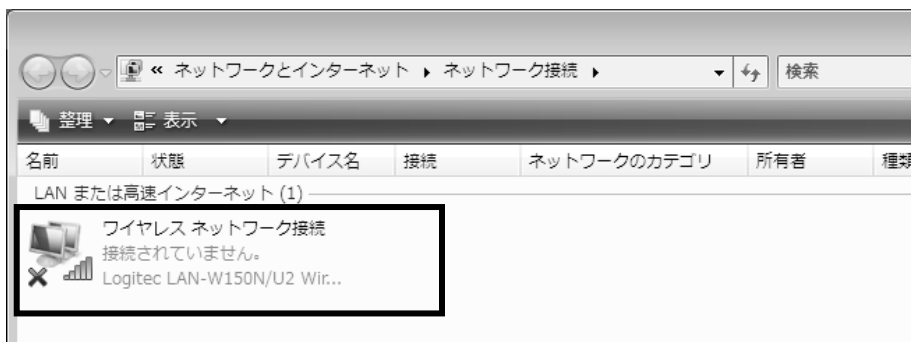 « ネットワークとインターネット ▸ ネットワーク接続 ▸ 検索
整理 表示
名前 状態 デバイス名 接続 ネットワークのカテゴリ 所有者 種類
LAN または高速インターネット (1)
ワイヤレス ネットワーク接続
接続されていません。
Logitec LAN-W150N/U2 Wir...